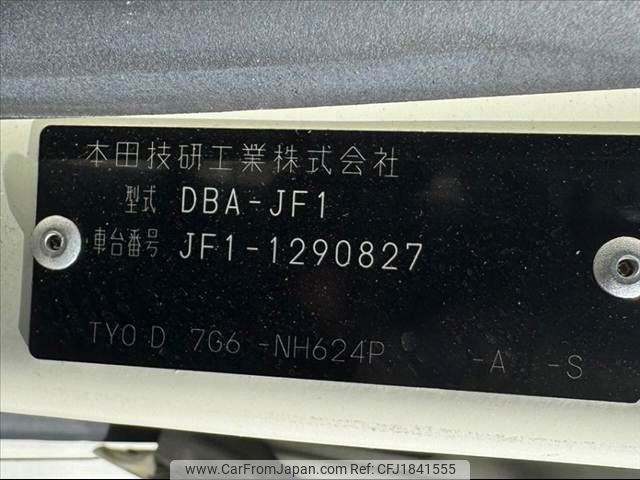 本田技研工業株式会社
型式 DBA-JF1
車台番号 JF1-1290827
TYO D 7G6 -NH624P -A -S
www.CarFromJapan.com Ref: CFJ1841555